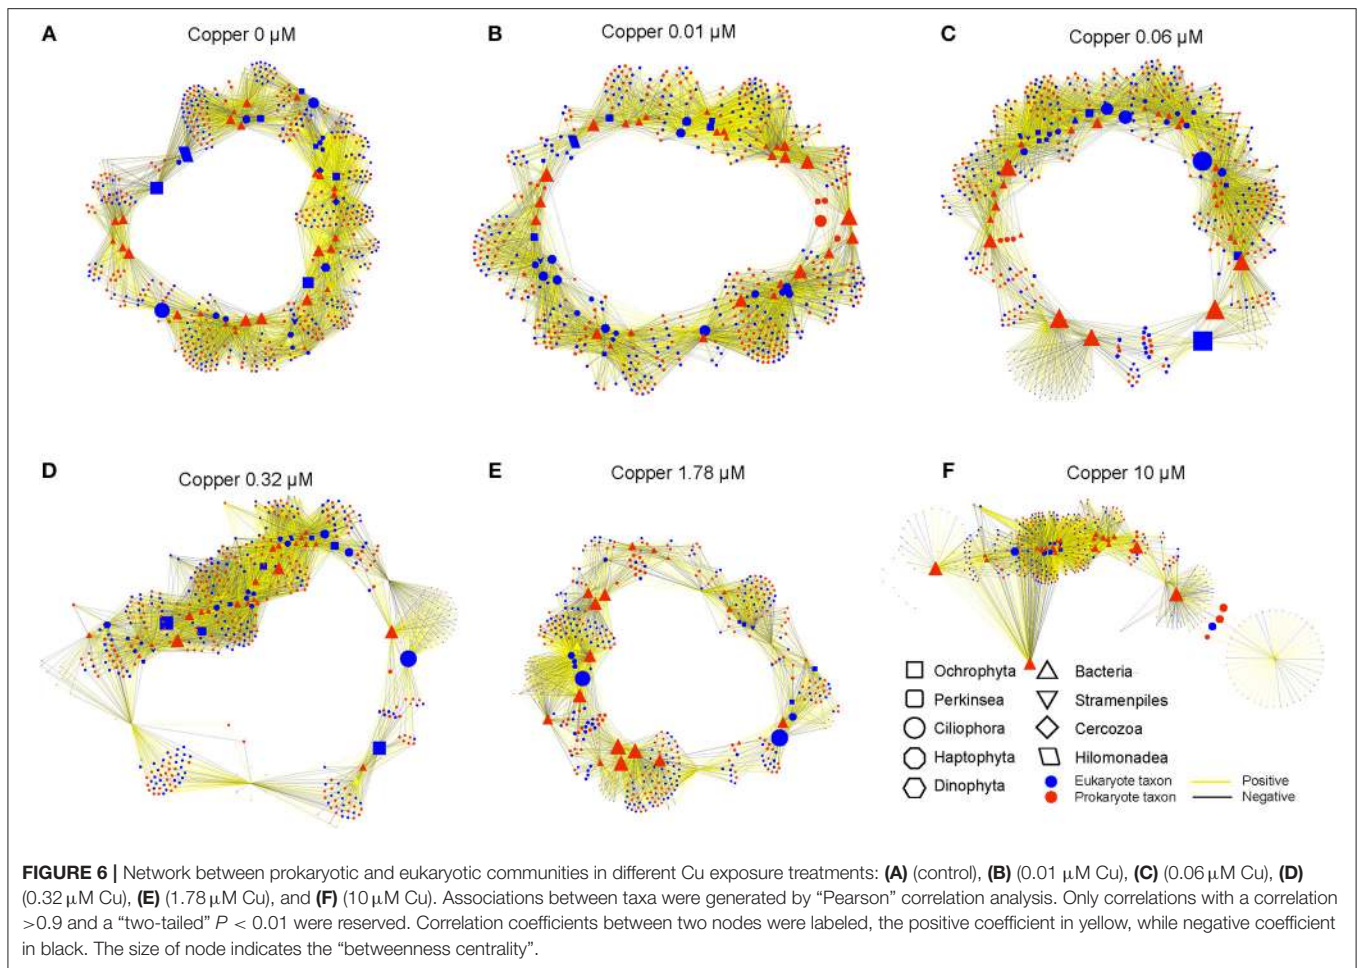 A
Copper 0 µM
B
Copper 0.01 µM
C
Copper 0.06 µM
D
Copper 0.32 µM
E
Copper 1.78 µM
F
Copper 10 µM
Ochrophyta
Bacteria
Perkinsea
Stramenpiles
Ciliophora
Cercozoa
Haptophyta
Hilomonadea
Dinophyta
Eukaryote taxon
Positive
Prokaryote taxon
Negative
FIGURE 6 | Network between prokaryotic and eukaryotic communities in different Cu exposure treatments: (A) (control), (B) (0.01 µM Cu), (C) (0.06 µM Cu), (D)
(0.32 µM Cu), (E) (1.78 µM Cu), and (F) (10 µM Cu). Associations between taxa were generated by “Pearson” correlation analysis. Only correlations with a correlation
>0.9 and a “two-tailed” P < 0.01 were reserved. Correlation coefficients between two nodes were labeled, the positive coefficient in yellow, while negative coefficient
in black. The size of node indicates the “betweenness centrality”.